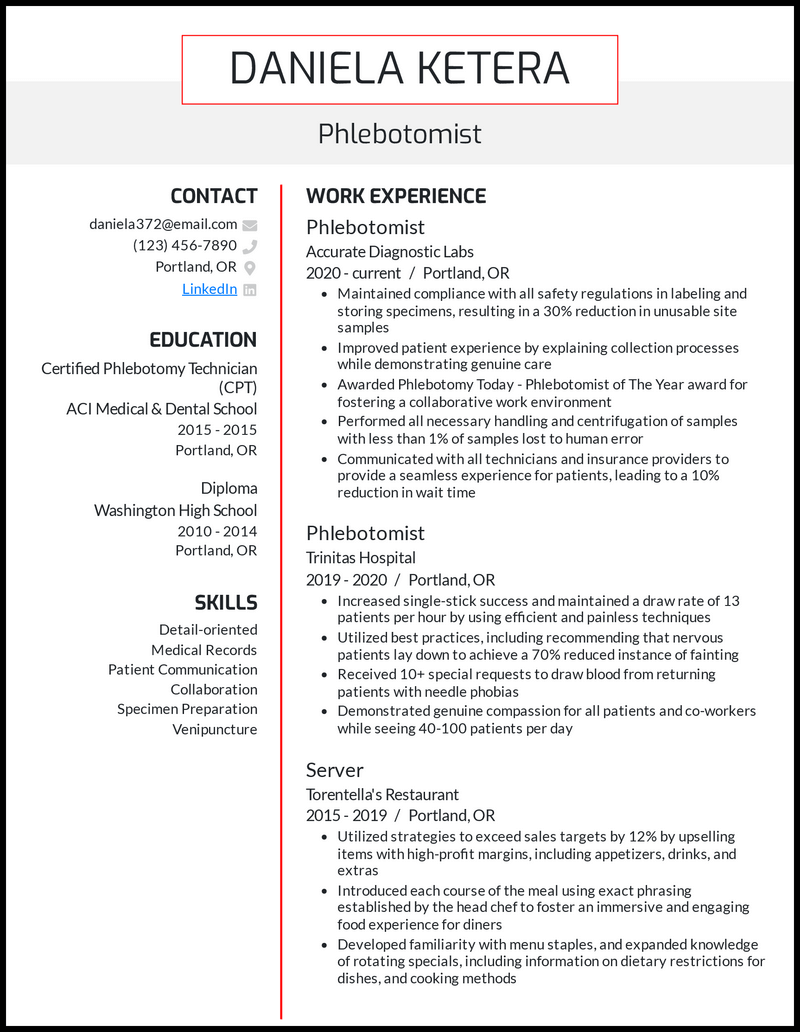 DANIELA KETERA
Phlebotomist
CONTACT
daniela372@email.com
(123) 456-7890
Portland, OR
LinkedIn
EDUCATION
Certified Phlebotomy Technician
(CPT)
ACI Medical & Dental School
2015 - 2015
Portland, OR
Diploma
Washington High School
2010 - 2014
Portland, OR
SKILLS
Detail-oriented
Medical Records
Patient Communication
Collaboration
Specimen Preparation
Venipuncture
WORK EXPERIENCE
Phlebotomist
Accurate Diagnostic Labs
2020 - current / Portland, OR
• Maintained compliance with all safety regulations in labeling and
storing specimens, resulting in a 30% reduction in unusable site
samples
• Improved patient experience by explaining collection processes
while demonstrating genuine care
• Awarded Phlebotomy Today - Phlebotomist of The Year award for
fostering a collaborative work environment
• Performed all necessary handling and centrifugation of samples
with less than 1% of samples lost to human error
• Communicated with all technicians and insurance providers to
provide a seamless experience for patients, leading to a 10%
reduction in wait time
Phlebotomist
Trinitas Hospital
2019 - 2020 / Portland, OR
• Increased single-stick success and maintained a draw rate of 13
patients per hour by using efficient and painless techniques
• Utilized best practices, including recommending that nervous
patients lay down to achieve a 70% reduced instance of fainting
• Received 10+ special requests to draw blood from returning
patients with needle phobias
• Demonstrated genuine compassion for all patients and co-workers
while seeing 40-100 patients per day
Server
Torentella's Restaurant
2015 - 2019 / Portland, OR
• Utilized strategies to exceed sales targets by 12% by upselling
items with high-profit margins, including appetizers, drinks, and
extras
• Introduced each course of the meal using exact phrasing
established by the head chef to foster an immersive and engaging
food experience for diners
• Developed familiarity with menu staples, and expanded knowledge
of rotating specials, including information on dietary restrictions for
dishes, and cooking methods